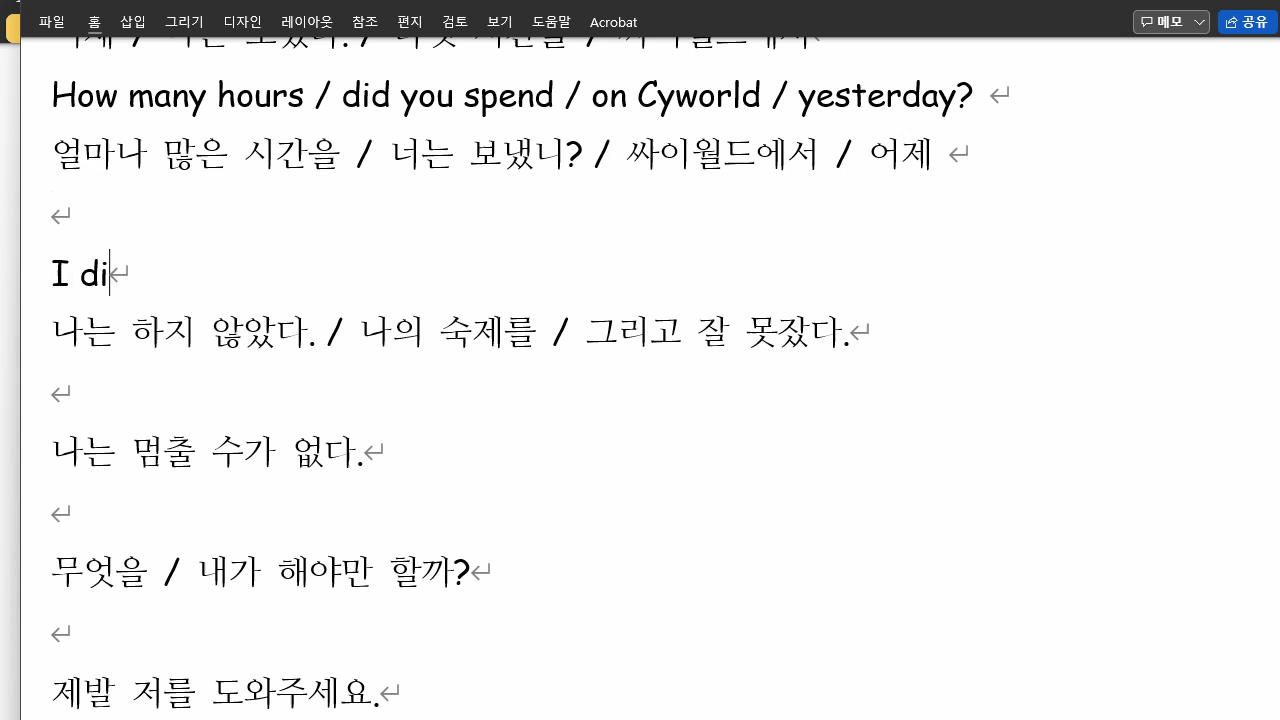 파일 홈 삽입 그리기 디자인 레이아웃 참조 편지 검토 보기 도움말 Acrobat 메모 공유
How many hours / did you spend / on Cyworld / yesterday?
얼마나 많은 시간을 / 너는 보냈니? / 싸이월드에서 / 어제
I di
나는 하지 않았다. / 나의 숙제를 / 그리고 잘 못잤다.
나는 멈출 수가 없다.
무엇을 / 내가 해야만 할까?
제발 저를 도와주세요.